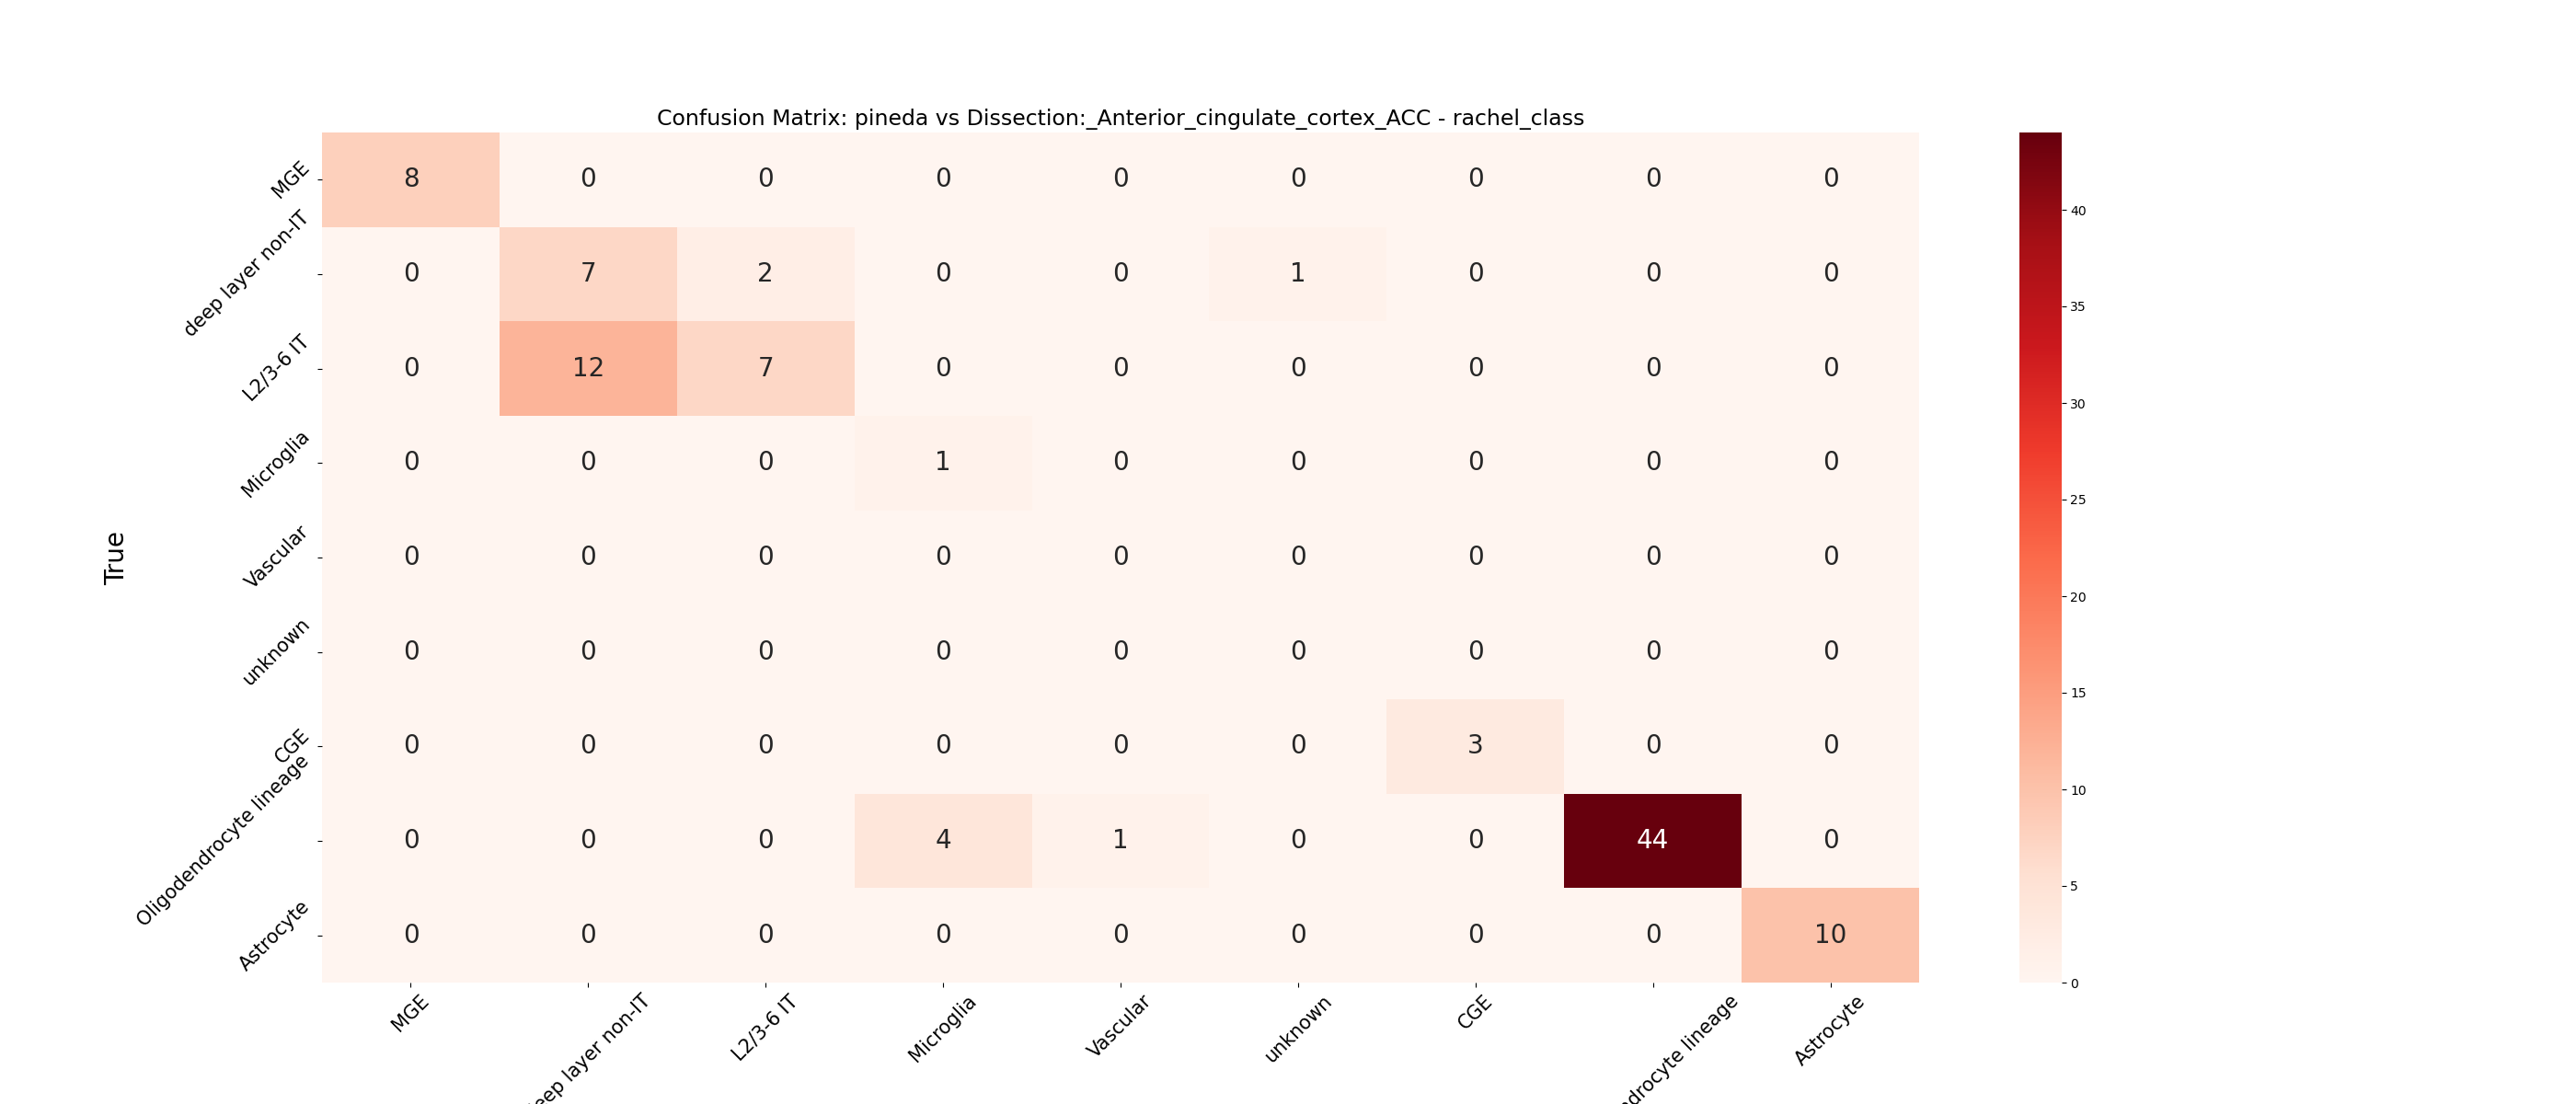 Confusion Matrix: pineda vs Dissection:_Anterior_cingulate_cortex_ACC - rachel_class
True
MGE 8 0 0 0 0 0 0 0 0
deep layer non-IT 0 7 2 0 0 1 0 0 0
L2/3-6 IT 0 12 7 0 0 0 0 0 0
Microglia 0 0 0 1 0 0 0 0 0
Vascular 0 0 0 0 0 0 0 0 0
unknown 0 0 0 0 0 0 0 0 0
CGE 0 0 0 0 0 0 3 0 0
Oligodendrocyte lineage 0 0 0 4 1 0 0 44 0
Astrocyte 0 0 0 0 0 0 0 0 10
MGE
eep layer non-IT
L2/3-6 IT
Microglia
Vascular
unknown
CGE
ndrocyte lineage
Astrocyte
40
35
30
25
20
15
10
5
0